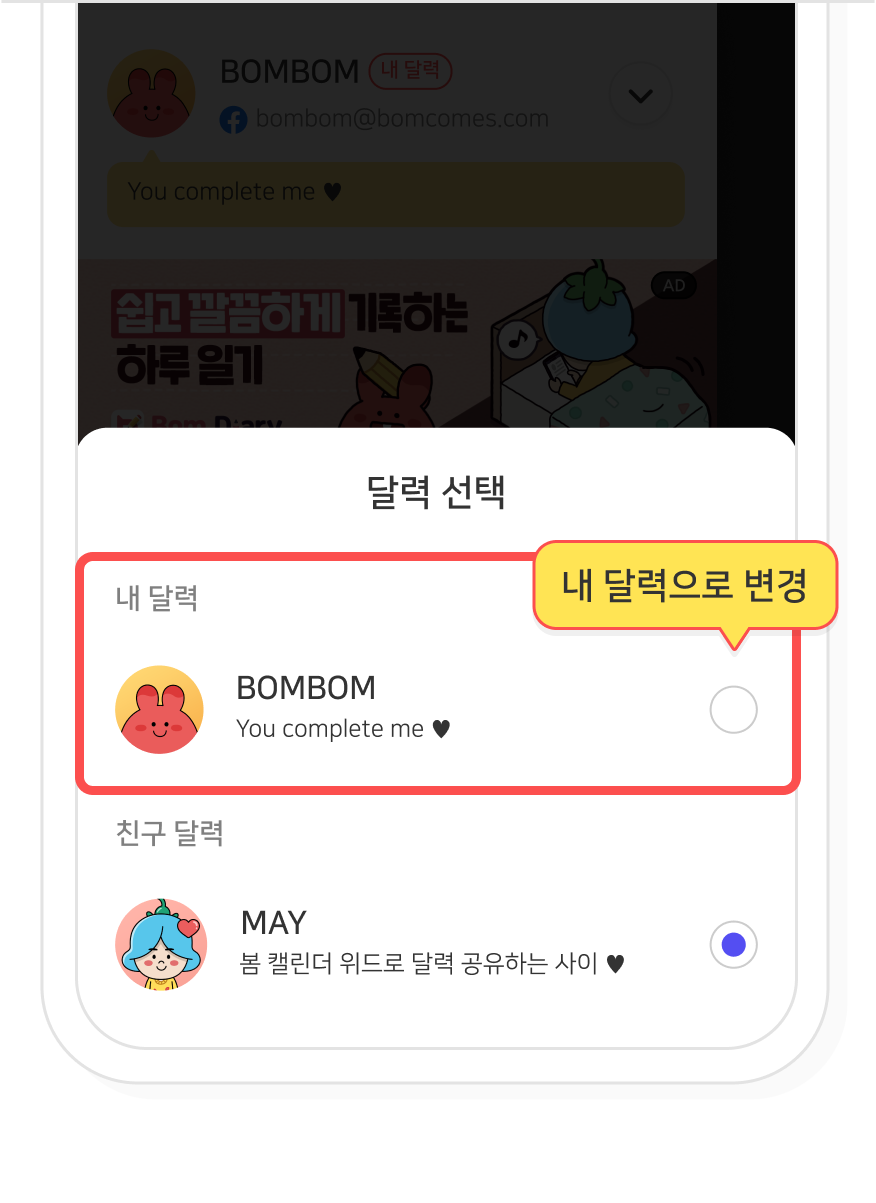 BOMBOM 내 달력
bombom@bomcomes.com
You complete me ♥
AD
쉽고 깔끔하게 기록하는
하루 일기
Bom Diary
달력 선택
내 달력으로 변경
내 달력
BOMBOM
You complete me ♥
친구 달력
MAY
봄 캘린더 위드로 달력 공유하는 사이 ♥